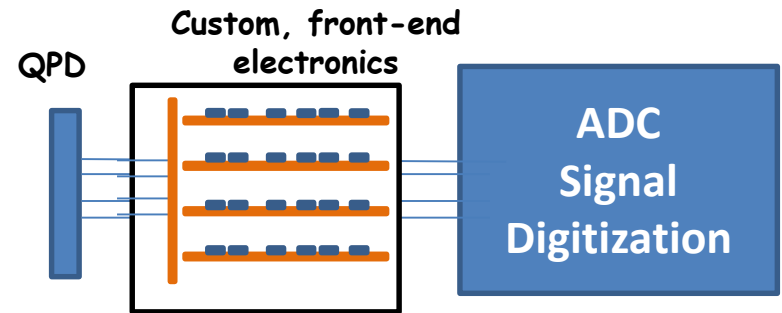 Custom, front-end
electronics
QPD
ADC
Signal
Digitization